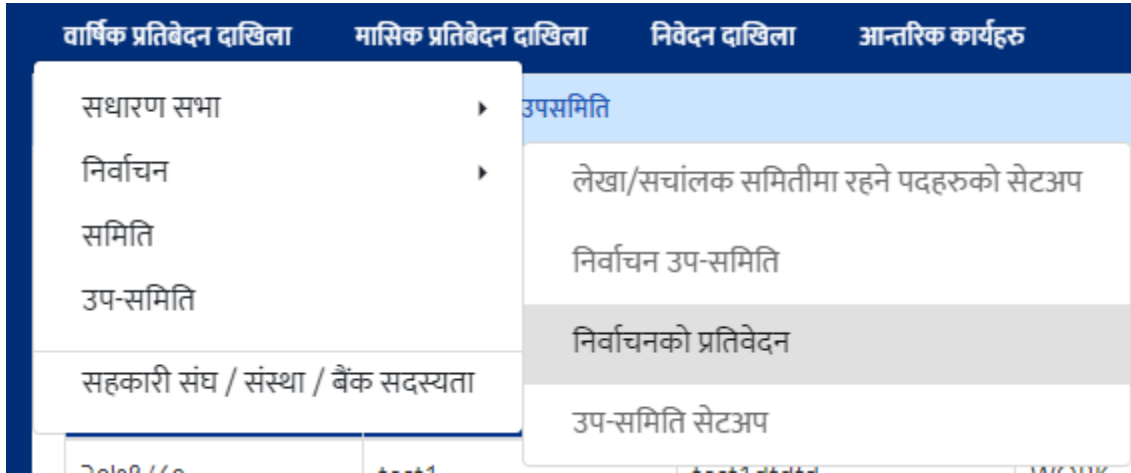 वार्षिक प्रतिबेदन दाखिला मासिक प्रतिबेदन दाखिला निवेदन दाखिला आन्तरिक कार्यहरु
सधारण सभा
निर्वाचन
समिति
उप-समिति
सहकारी संघ / संस्था / बैंक सदस्यता
उपसमिति
लेखा/सचांलक समितीमा रहने पदहरुको सेटअप
निर्वाचन उप-समिति
निर्वाचनको प्रतिवेदन
उप-समिति सेटअप